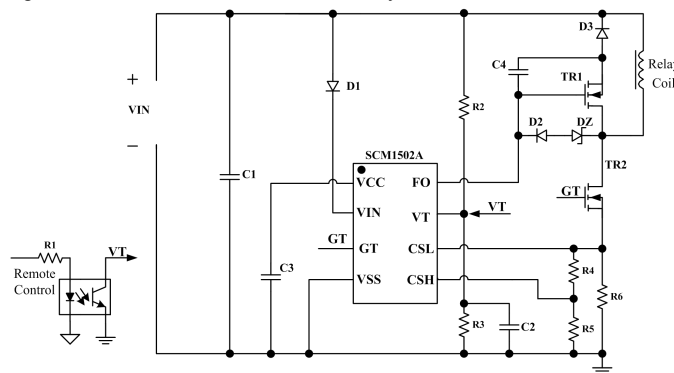 D3
C4
TR1
Relay
Coil
+
VIN
−
D1
R2
D2
DZ
TR2
SCM1502A
C1
VCC
FO
GT
VIN
VT
VT
GT
GT
CSL
R1
VT
Remote
Control
C3
VSS
CSH
R4
R6
R3
C2
R5